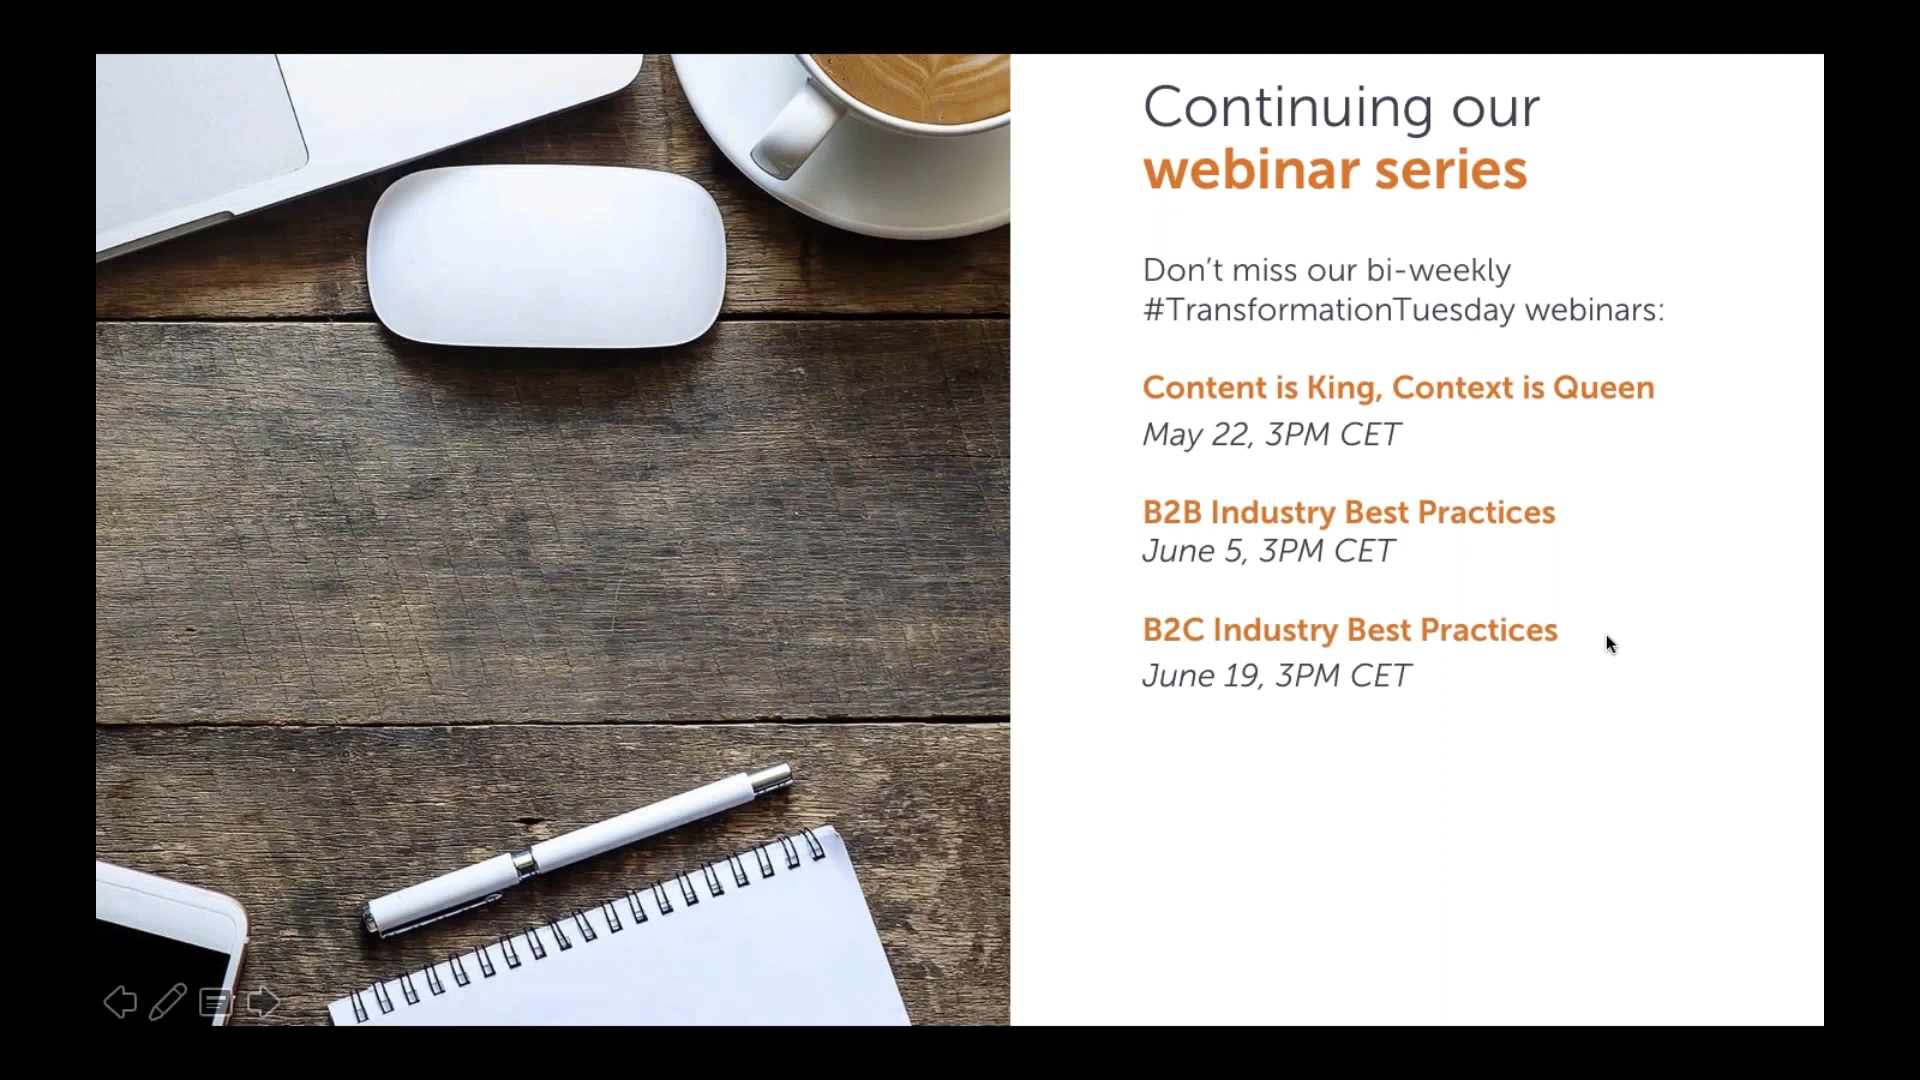 Continuing our
webinar series
Don’t miss our bi-weekly
#TransformationTuesday webinars:
Content is King, Context is Queen
May 22, 3PM CET
B2B Industry Best Practices
June 5, 3PM CET
B2C Industry Best Practices
June 19, 3PM CET